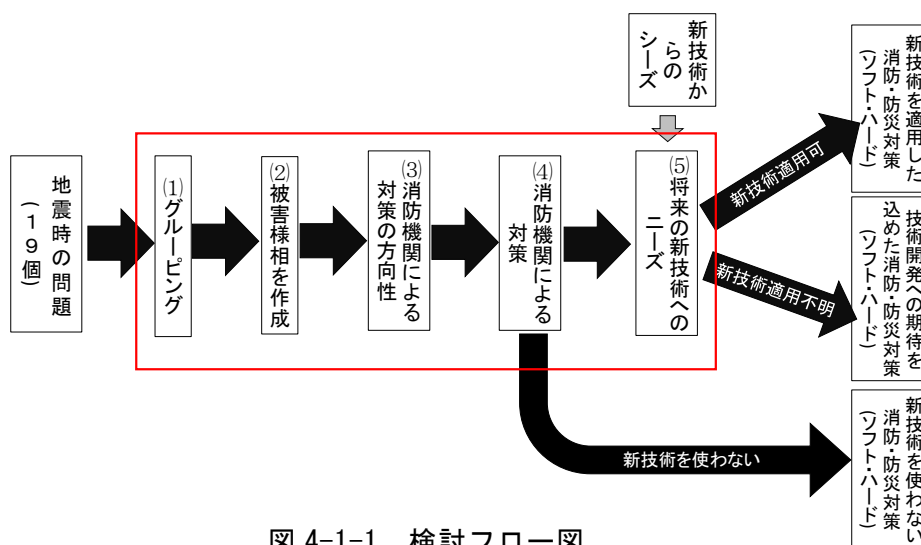 新技術か
らの
シーズ
地震時の問題
(19個)
⑴グルーピング
⑵被害様相を作成
⑶消防機関による
対策の方向性
⑷消防機関による
対策
⑸将来の新技術への
ニーズ
新技術適用可
新技術適用不明
新技術を使わない
新技術を適用した
消防・防災対策
(ソフト・ハード)
技術開発への期待を
込めた消防・防災対策
(ソフト・ハード)
新技術を使わない
消防・防災対策
(ソフト・ハード)
図 4-1-1 検討フロー図